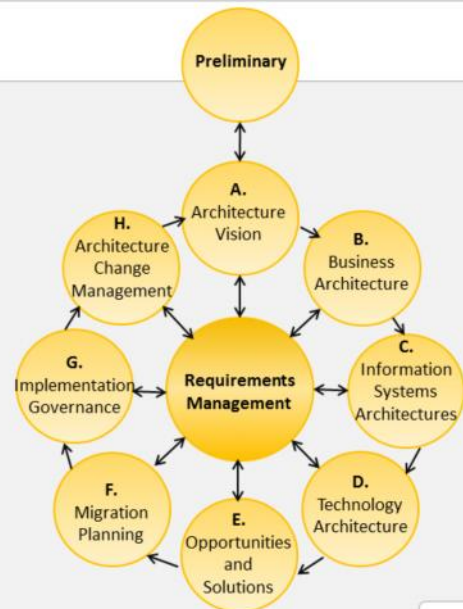 Preliminary
A.
Architecture
Vision
B.
Business
Architecture
C.
Information
Systems
Architectures
D.
Technology
Architecture
E.
Opportunities
and
Solutions
F.
Migration
Planning
G.
Implementation
Governance
H.
Architecture
Change
Management
Requirements
Management